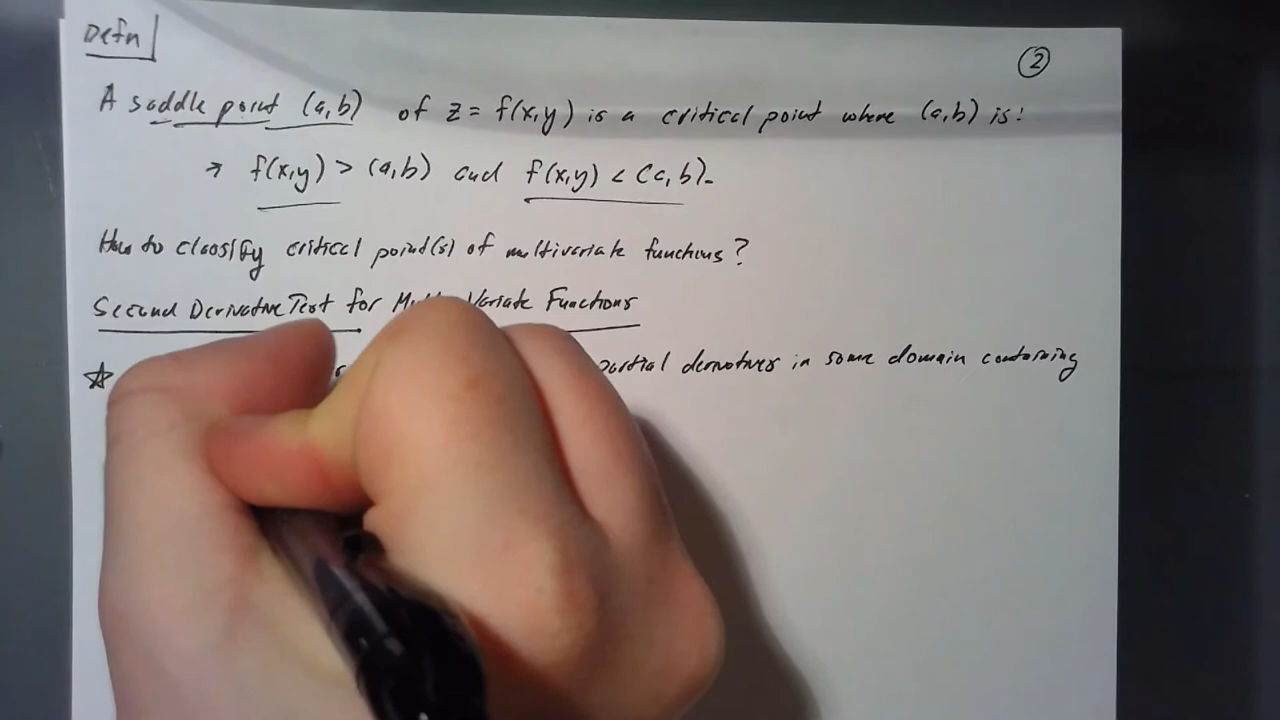 Defn
②
A saddle point (a,b) of z = f(x,y) is a critical point where (a,b) is:
→ f(x,y) > (a,b) and f(x,y) < (a,b).
How to classify critical point(s) of multivariate functions?
Second Derivative Test for Variate Functions
☆ partial derivatives in some domain containing